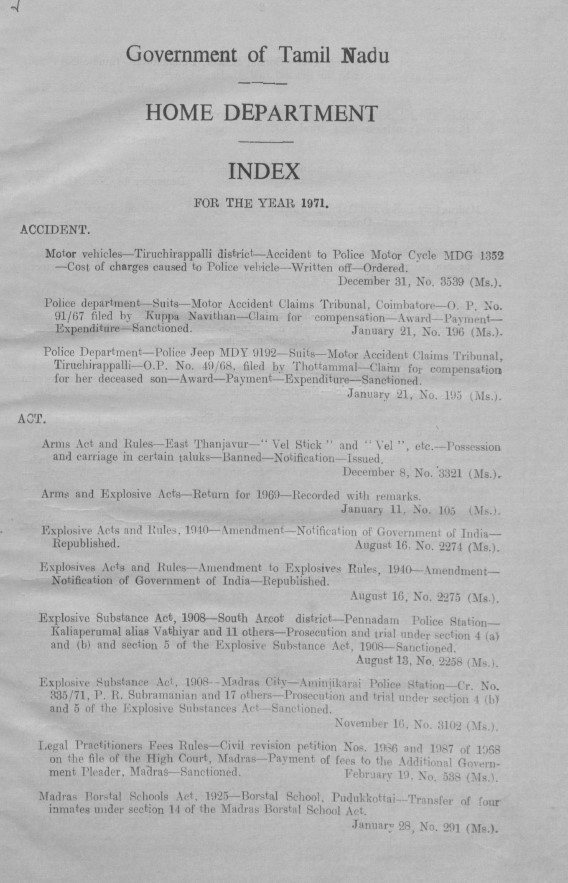 Government of Tamil Nadu
HOME DEPARTMENT
INDEX
FOR THE YEAR 1971.
ACCIDENT.
Motor vehicles—Tiruchirappalli district—Accident to Police Motor Cycle MDG 1352
—Cost of charges caused to Police vehicle—Written off—Ordered.
December 31, No. 3539 (Ms.).
Police department—Suits—Motor Accident Claims Tribunal, Coimbatore—O. P. No.
91/67 filed by Kuppa Navithan—Claim for compensation—Award—Payment—
Expenditure—Sanctioned. January 21, No. 196 (Ms.).
Police Department—Police Jeep MDY 9192—Suits—Motor Accident Claims Tribunal,
Tiruchirappalli—O.P. No. 49/68, filed by Thottammal—Claim for compensation
for her deceased son—Award—Payment—Expenditure—Sanctioned.
January 21, No. 195 (Ms.).
ACT.
Arms Act and Rules—East Thanjavur—" Vel Stick " and " Vel ", etc.—Possession
and carriage in certain taluks—Banned—Notification—Issued.
December 8, No. 3321 (Ms.).
Arms and Explosive Acts—Return for 1969—Recorded with remarks.
January 11, No. 105 (Ms.).
Explosive Acts and Rules, 1940—Amendment—Notification of Government of India—
Republished. August 16, No. 2274 (Ms.).
Explosives Acts and Rules—Amendment to Explosives Rules, 1940—Amendment—
Notification of Government of India—Republished.
August 16, No. 2275 (Ms.).
Explosive Substance Act, 1908—South Arcot district—Pennadam Police Station—
Kaliaperumal alias Vathiyar and 11 others—Prosecution and trial under section 4 (a)
and (b) and section 5 of the Explosive Substance Act, 1908—Sanctioned.
August 13, No. 2258 (Ms.).
Explosive Substance Act, 1908—Madras City—Aminjikarai Police Station—Cr. No.
335/71, P. R. Subramanian and 17 others—Prosecution and trial under section 4 (b)
and 5 of the Explosive Substances Act—Sanctioned.
November 16, No. 3102 (Ms.).
Legal Practitioners Fees Rules—Civil revision petition Nos. 1986 and 1987 of 1968
on the file of the High Court, Madras—Payment of fees to the Additional Govern-
ment Pleader, Madras—Sanctioned. February 19, No. 538 (Ms.).
Madras Borstal Schools Act, 1925—Borstal School, Pudukkottai—Transfer of four
inmates under section 14 of the Madras Borstal School Act.
January 28, No. 291 (Ms.).